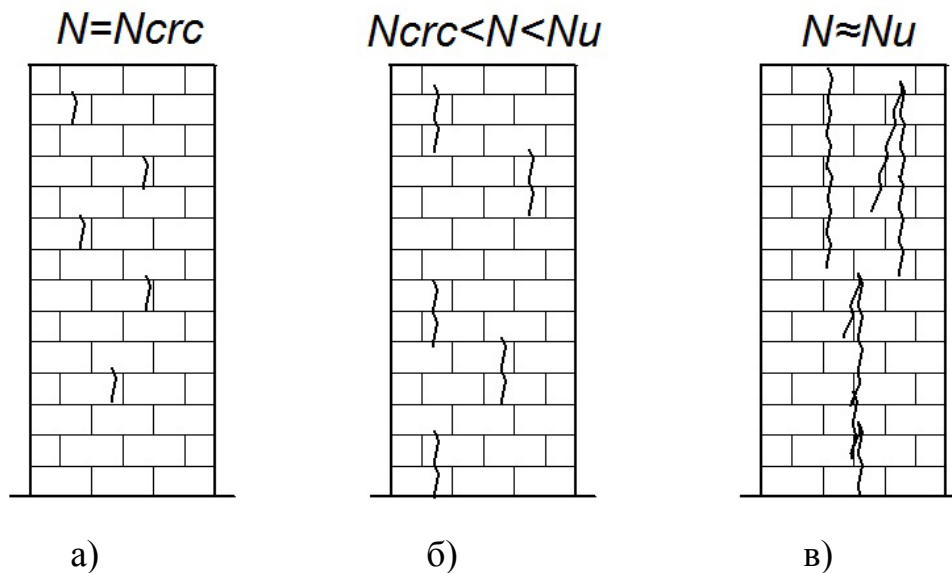 N=Ncrc
Ncrc<N<Nu
N≈Nu
а)
б)
в)